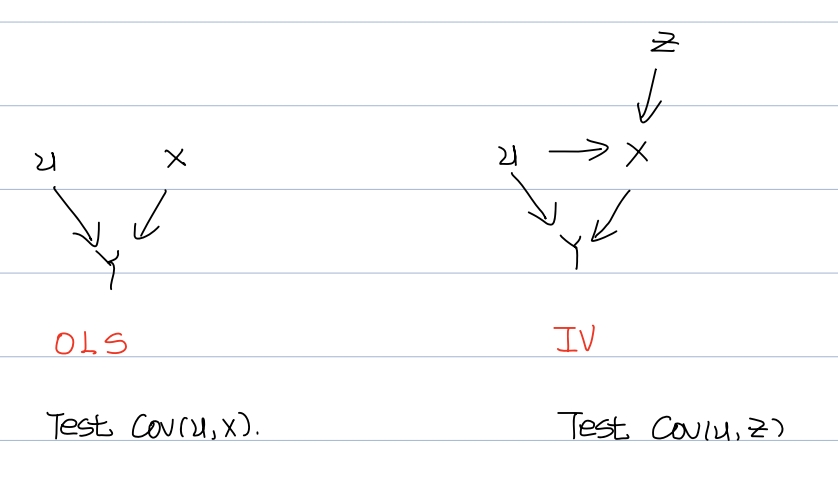 Z
u x
u X
Y
Y
OLS
IV
Test Cov(u,x).
Test Cov(u,z)